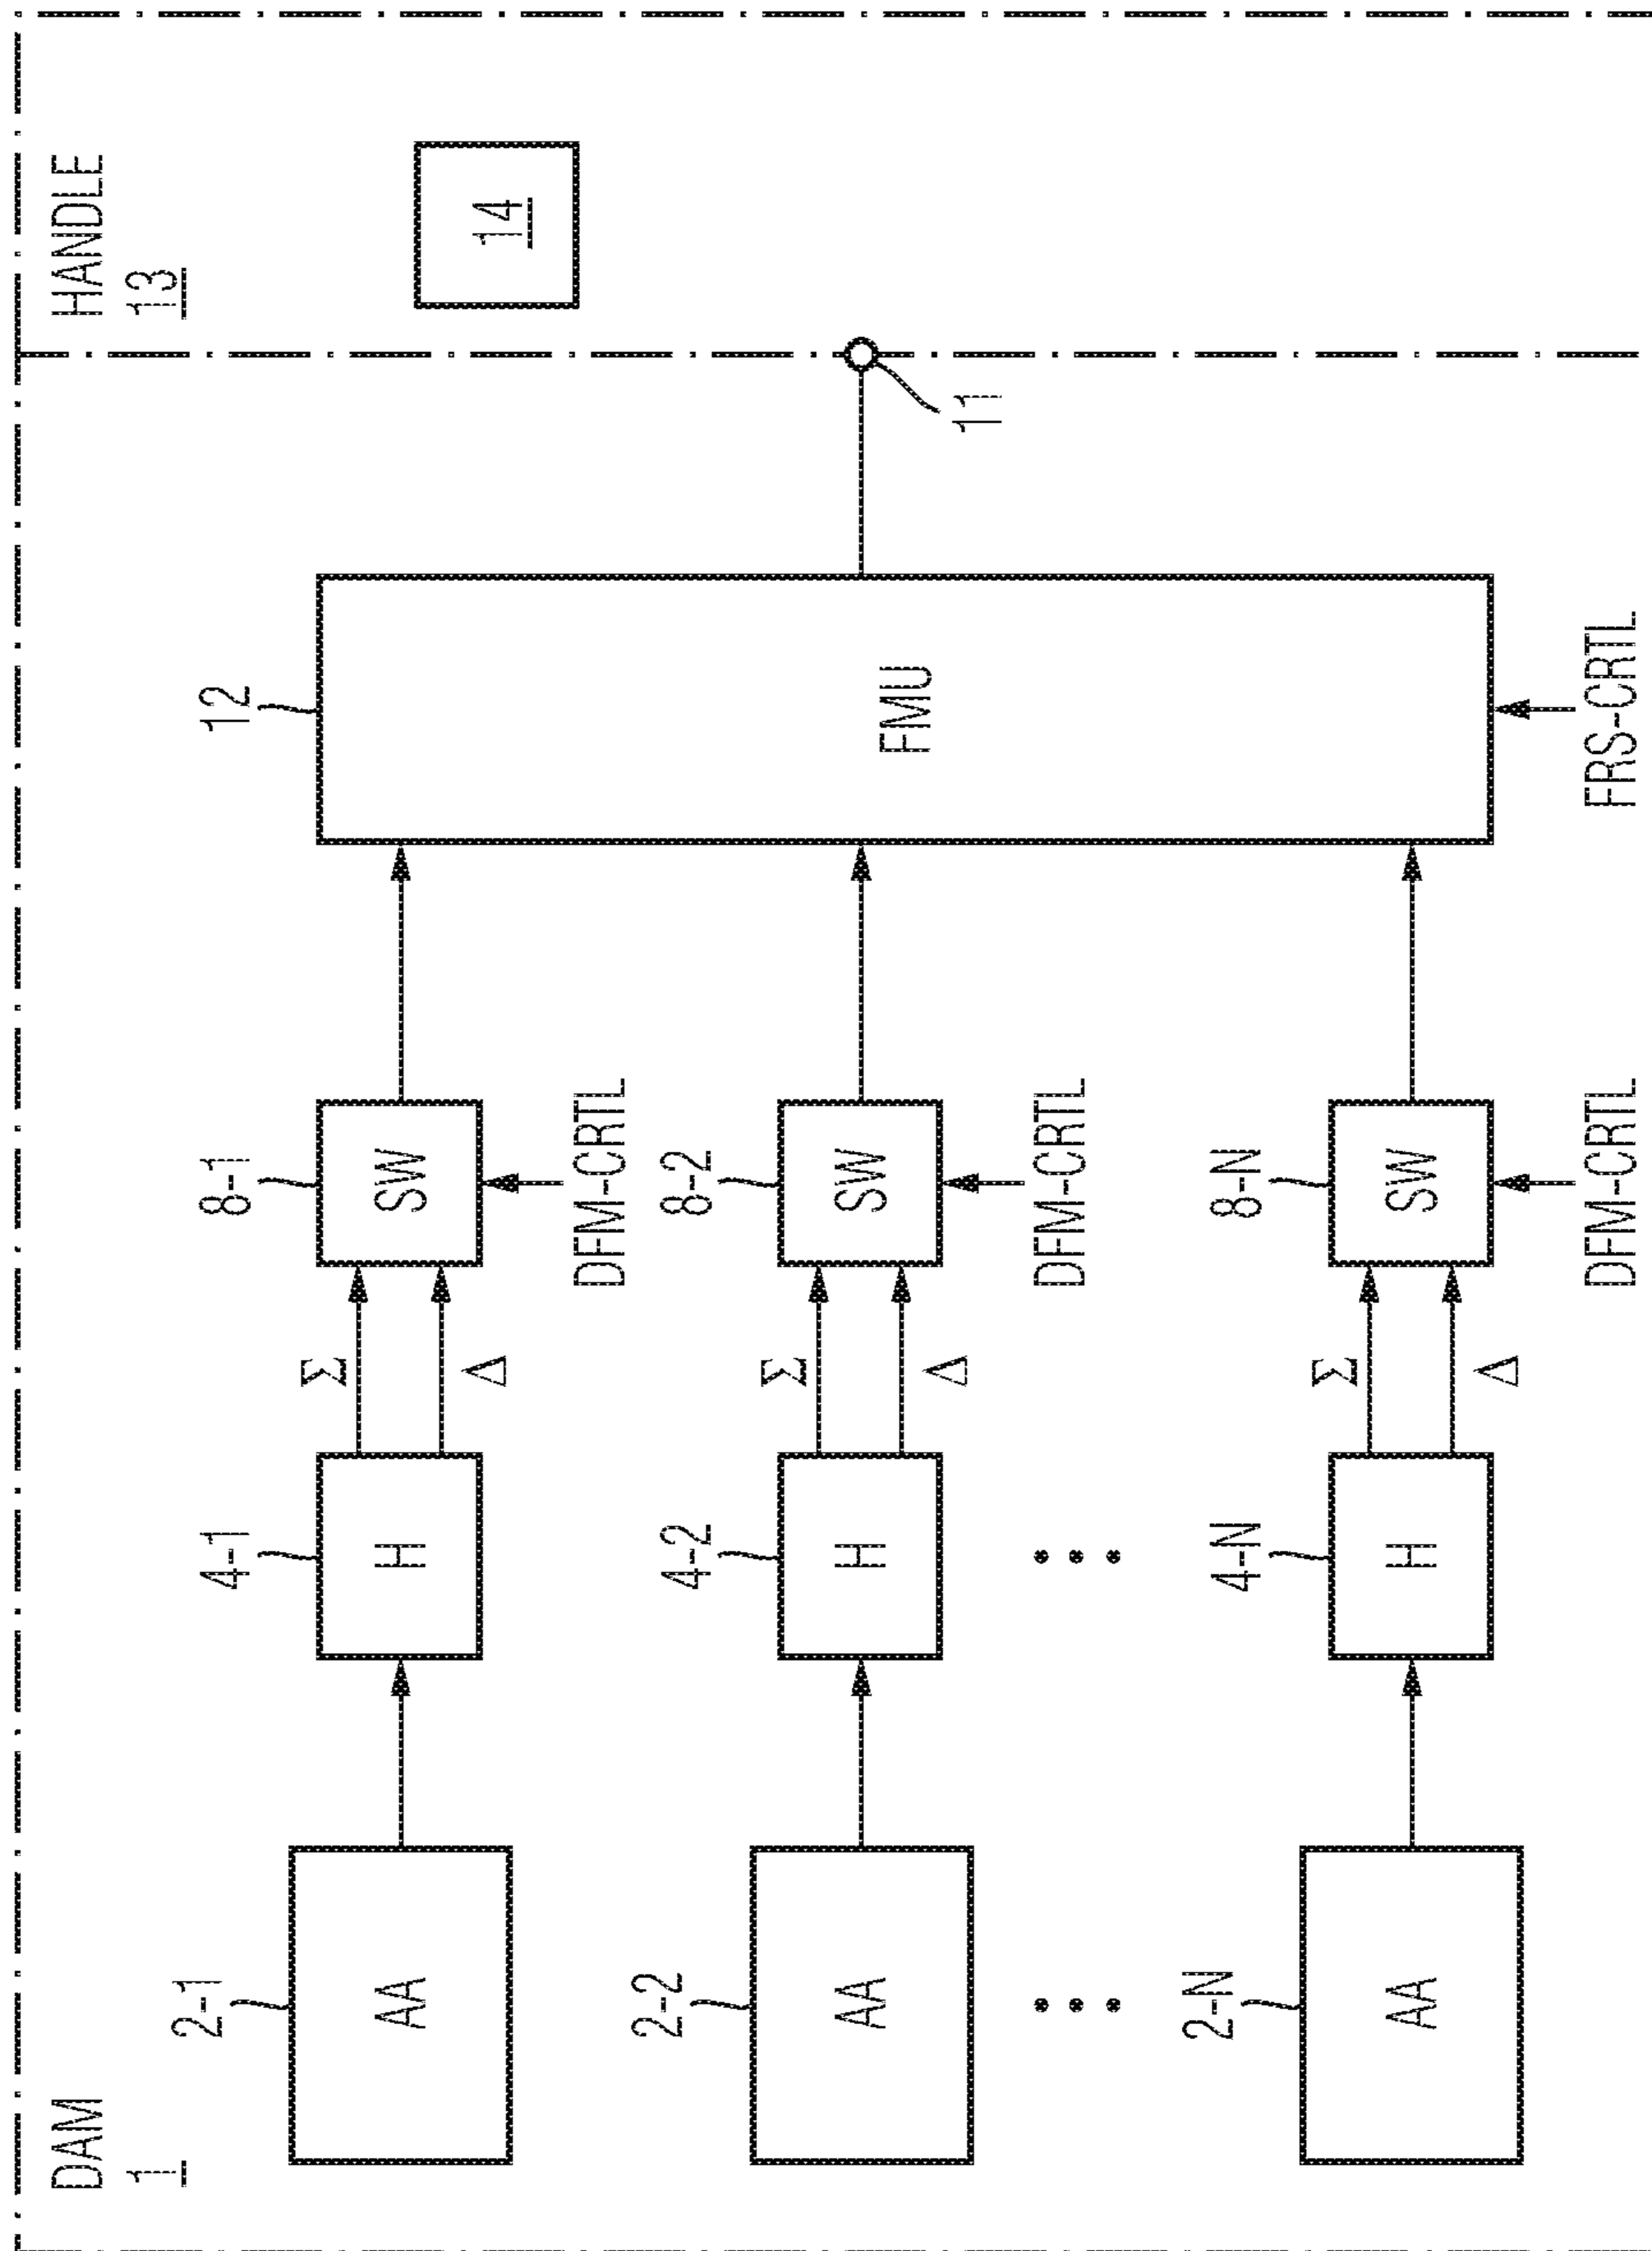 DAM
1
HANDLE
13
14
2-1
AA
4-1
H
Σ
Δ
8-1
SW
DFM-CRTL
12
FMU
11
2-2
AA
4-2
H
Σ
Δ
8-2
SW
DFM-CRTL
2-N
AA
4-N
H
Σ
Δ
8-N
SW
DFM-CRTL
FRS-CRTL